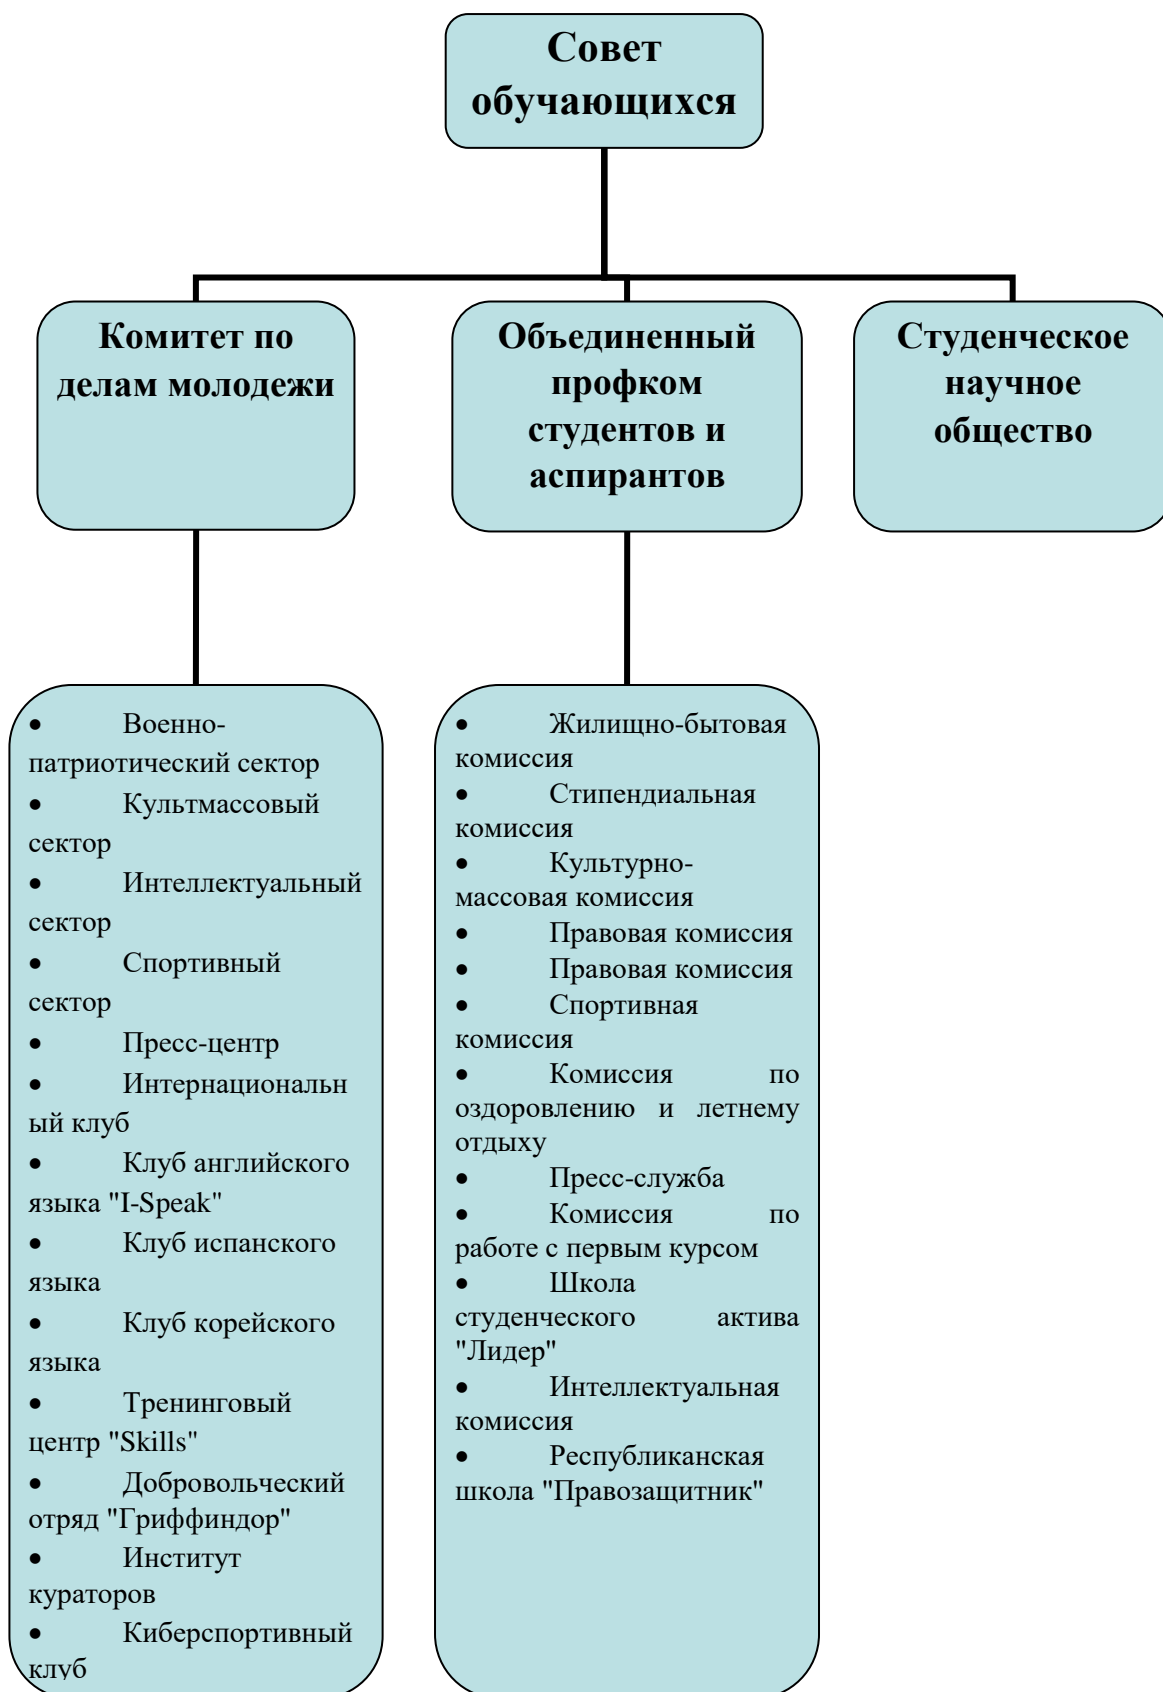 Совет
обучающихся
Комитет по
делам молодежи
Объединенный
профком
студентов и
аспирантов
Студенческое
научное
общество
• Военно-
патриотический сектор
• Культмассовый
сектор
• Интеллектуальный
сектор
• Спортивный
сектор
• Пресс-центр
• Интернациональн
ый клуб
• Клуб английского
языка "I-Speak"
• Клуб испанского
языка
• Клуб корейского
языка
• Тренинговый
центр "Skills"
• Добровольческий
отряд "Гриффиндор"
• Институт
кураторов
• Киберспортивный
клуб
• Жилищно-бытовая
комиссия
• Стипендиальная
комиссия
• Культурно-
массовая комиссия
• Правовая комиссия
• Правовая комиссия
• Спортивная
комиссия
• Комиссия по
оздоровлению и летнему
отдыху
• Пресс-служба
• Комиссия по
работе с первым курсом
• Школа
студенческого актива
"Лидер"
• Интеллектуальная
комиссия
• Республиканская
школа "Правозащитник"